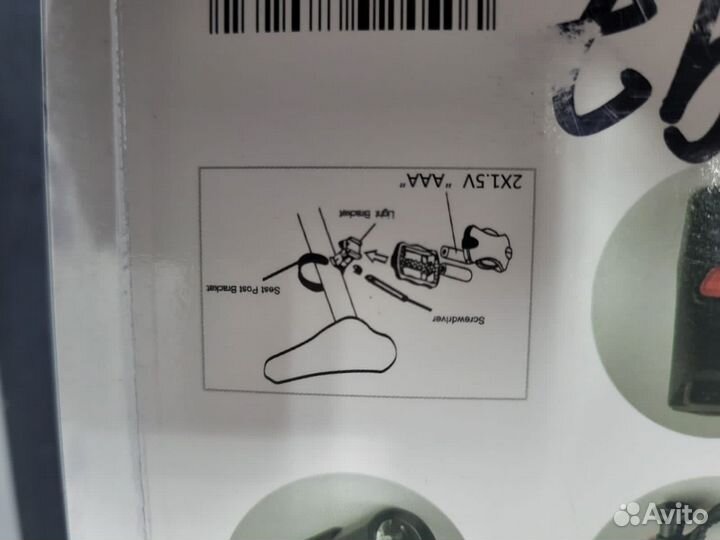 Screwdriver
Seat Post Bracket
Light Bracket
2X1.5V "AAA"
Avito